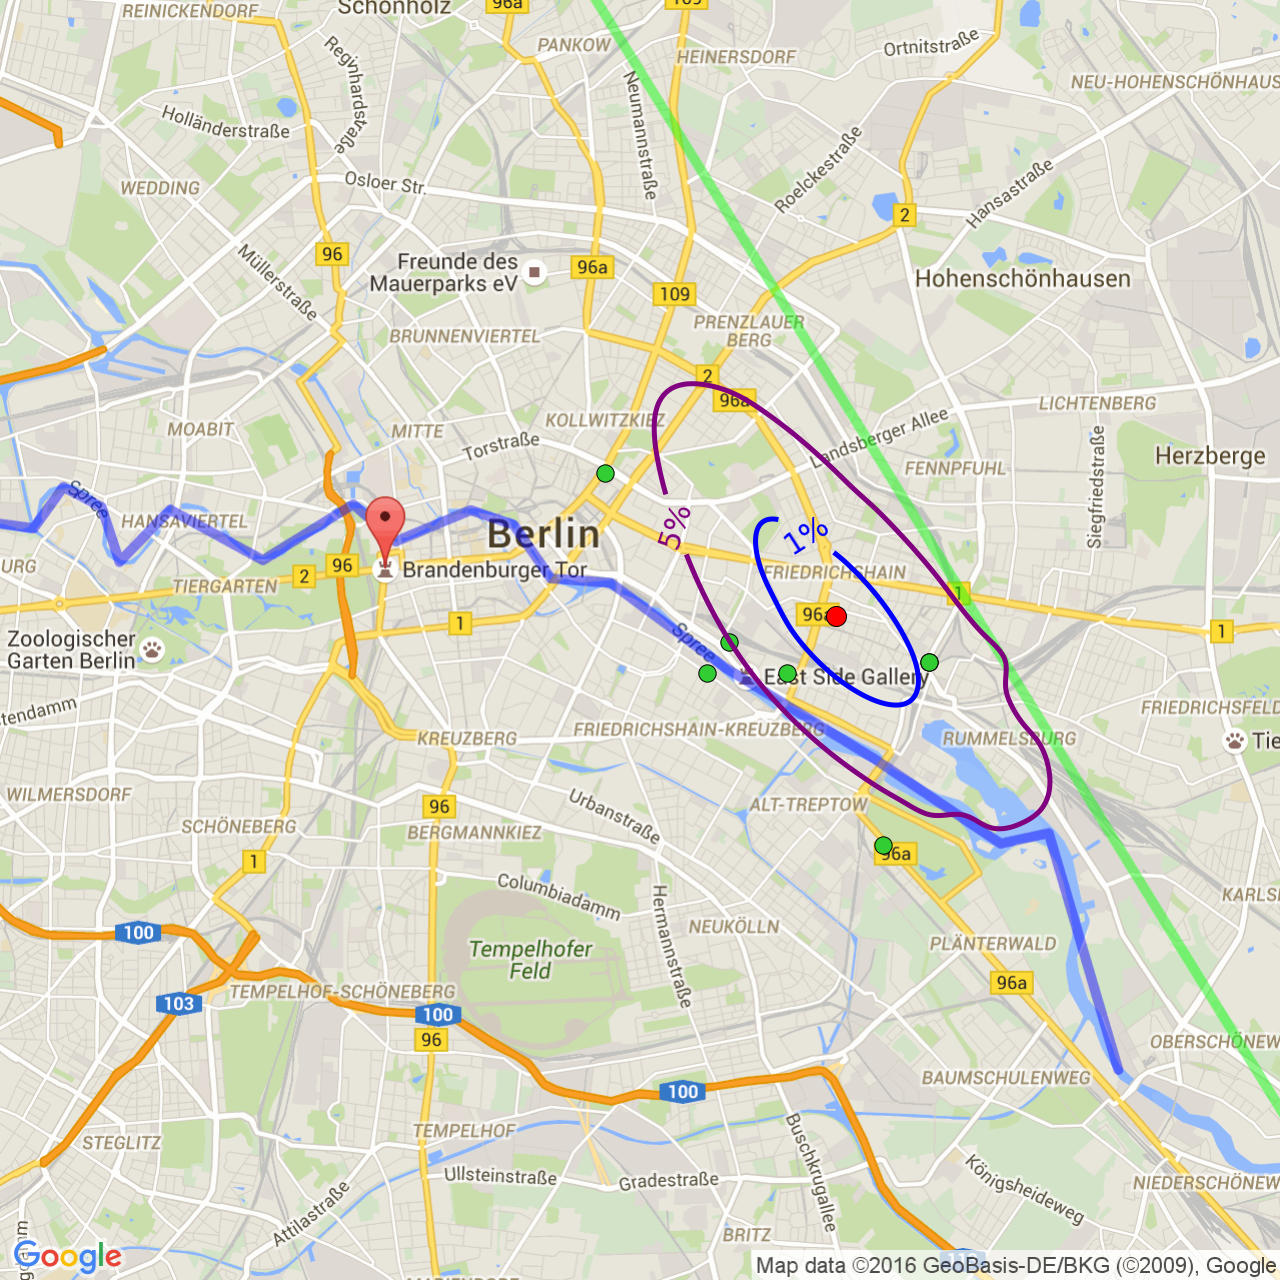 REINICKENDORF
Schönholz
96a
109
PANKOW
HEINERSDORF
Ortnitstraße
NEU-HOHENSCHÖNHAUS
Reginhardstraße
Neumannstraße
Holländerstraße
Roelckestraße
Hansastraße
WEDDING
Osloer Str.
2
Müllerstraße
96
Freunde des
Mauerparks eV
96a
109
Hohenschönhausen
BRUNNENVIERTEL
PRENZLAUER
BERG
2
96a
LICHTENBERG
KOLLWITZKIEZ
MOABIT
MITTE
Torstraße
Landsberger Allee
FENNPFUHL
Herzberge
Siegfriedstraße
Spree
HANSAVIERTEL
Berlin
5%
1%
BURG
96
2
TIERGARTEN
Brandenburger Tor
FRIEDRICHSHAIN
1
96a
1
1
Zoologischer
Garten Berlin
Spree
East Side Gallery
stendamm
KREUZBERG
FRIEDRICHSHAIN-KREUZBERG
RUMMELSBURG
FRIEDRICHSFELD
Tie
WILMERSDORF
SCHÖNEBERG
96
BERGMANNKIEZ
Urbanstraße
ALT-TREPTOW
1
96a
Columbiadamm
Hermannstraße
KARLSH
NEUKÖLLN
100
Tempelhofer
Feld
PLÄNTERWALD
96a
103
TEMPELHOF-SCHÖNEBERG
100
96
OBERSCHÖNEW
100
BAUMSCHULENWEG
STEGLITZ
TEMPELHOF
Buschkrugallee
Ullsteinstraße
Gradestraße
Königsheideweg
NIEDERSCHÖNEW
Attilastraße
BRITZ
Google
Map data ©2016 GeoBasis-DE/BKG (©2009), Google